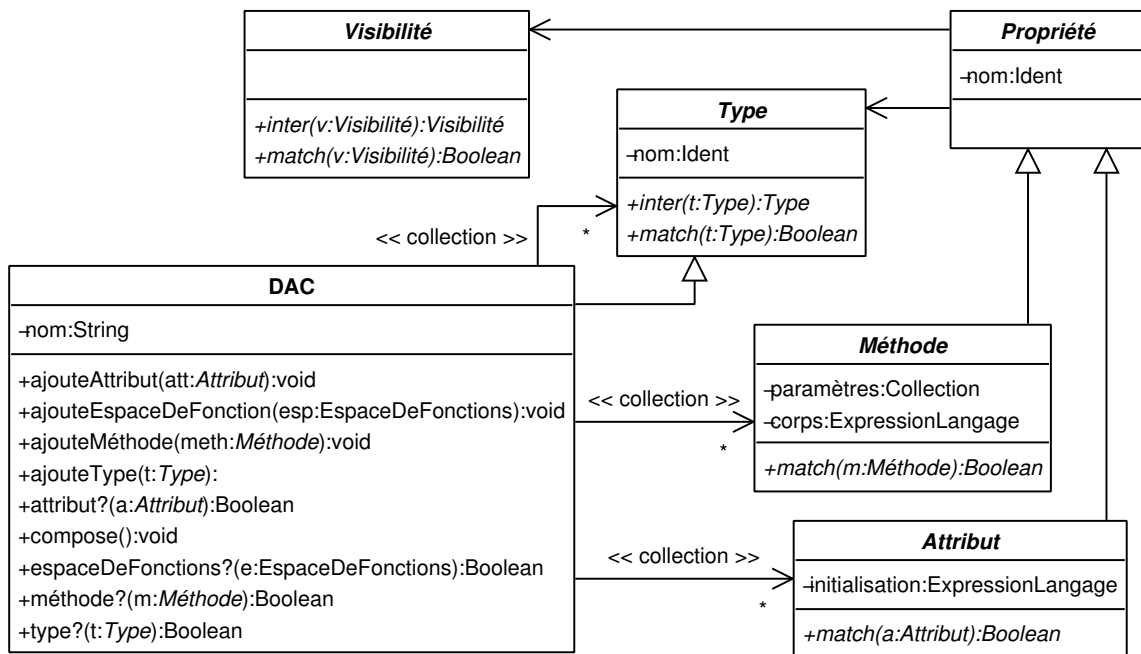 Visibilité
+inter(v:Visibilité):Visibilité
+match(v:Visibilité):Boolean
Propriété
-nom:Ident
Type
-nom:Ident
+inter(t:Type):Type
+match(t:Type):Boolean
<< collection >>
*
DAC
-nom:String
+ajouteAttribut(att:Attribut):void
+ajouteEspaceDeFonction(esp:EspaceDeFonctions):void
+ajouteMéthode(meth:Méthode):void
+ajouteType(t:Type):
+attribut?(a:Attribut):Boolean
+compose():void
+espaceDeFonctions?(e:EspaceDeFonctions):Boolean
+méthode?(m:Méthode):Boolean
+type?(t:Type):Boolean
<< collection >>
*
Méthode
-paramètres:Collection
-corps:ExpressionLangage
+match(m:Méthode):Boolean
<< collection >>
*
Attribut
-initialisation:ExpressionLangage
+match(a:Attribut):Boolean